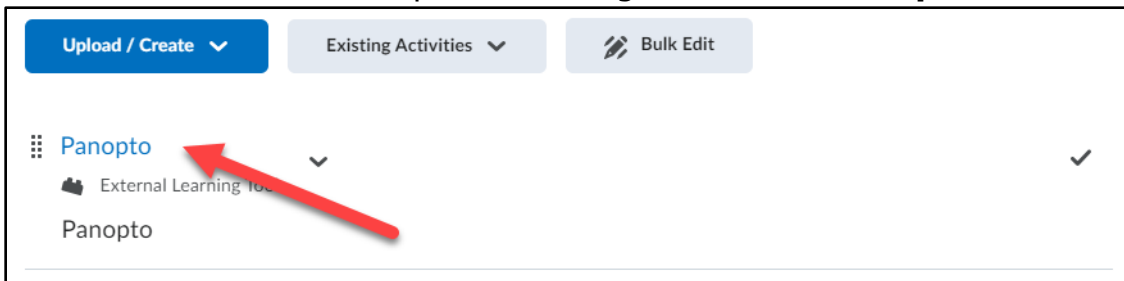 Upload / Create Existing Activities Bulk Edit
Panopto
External Learning
Panopto